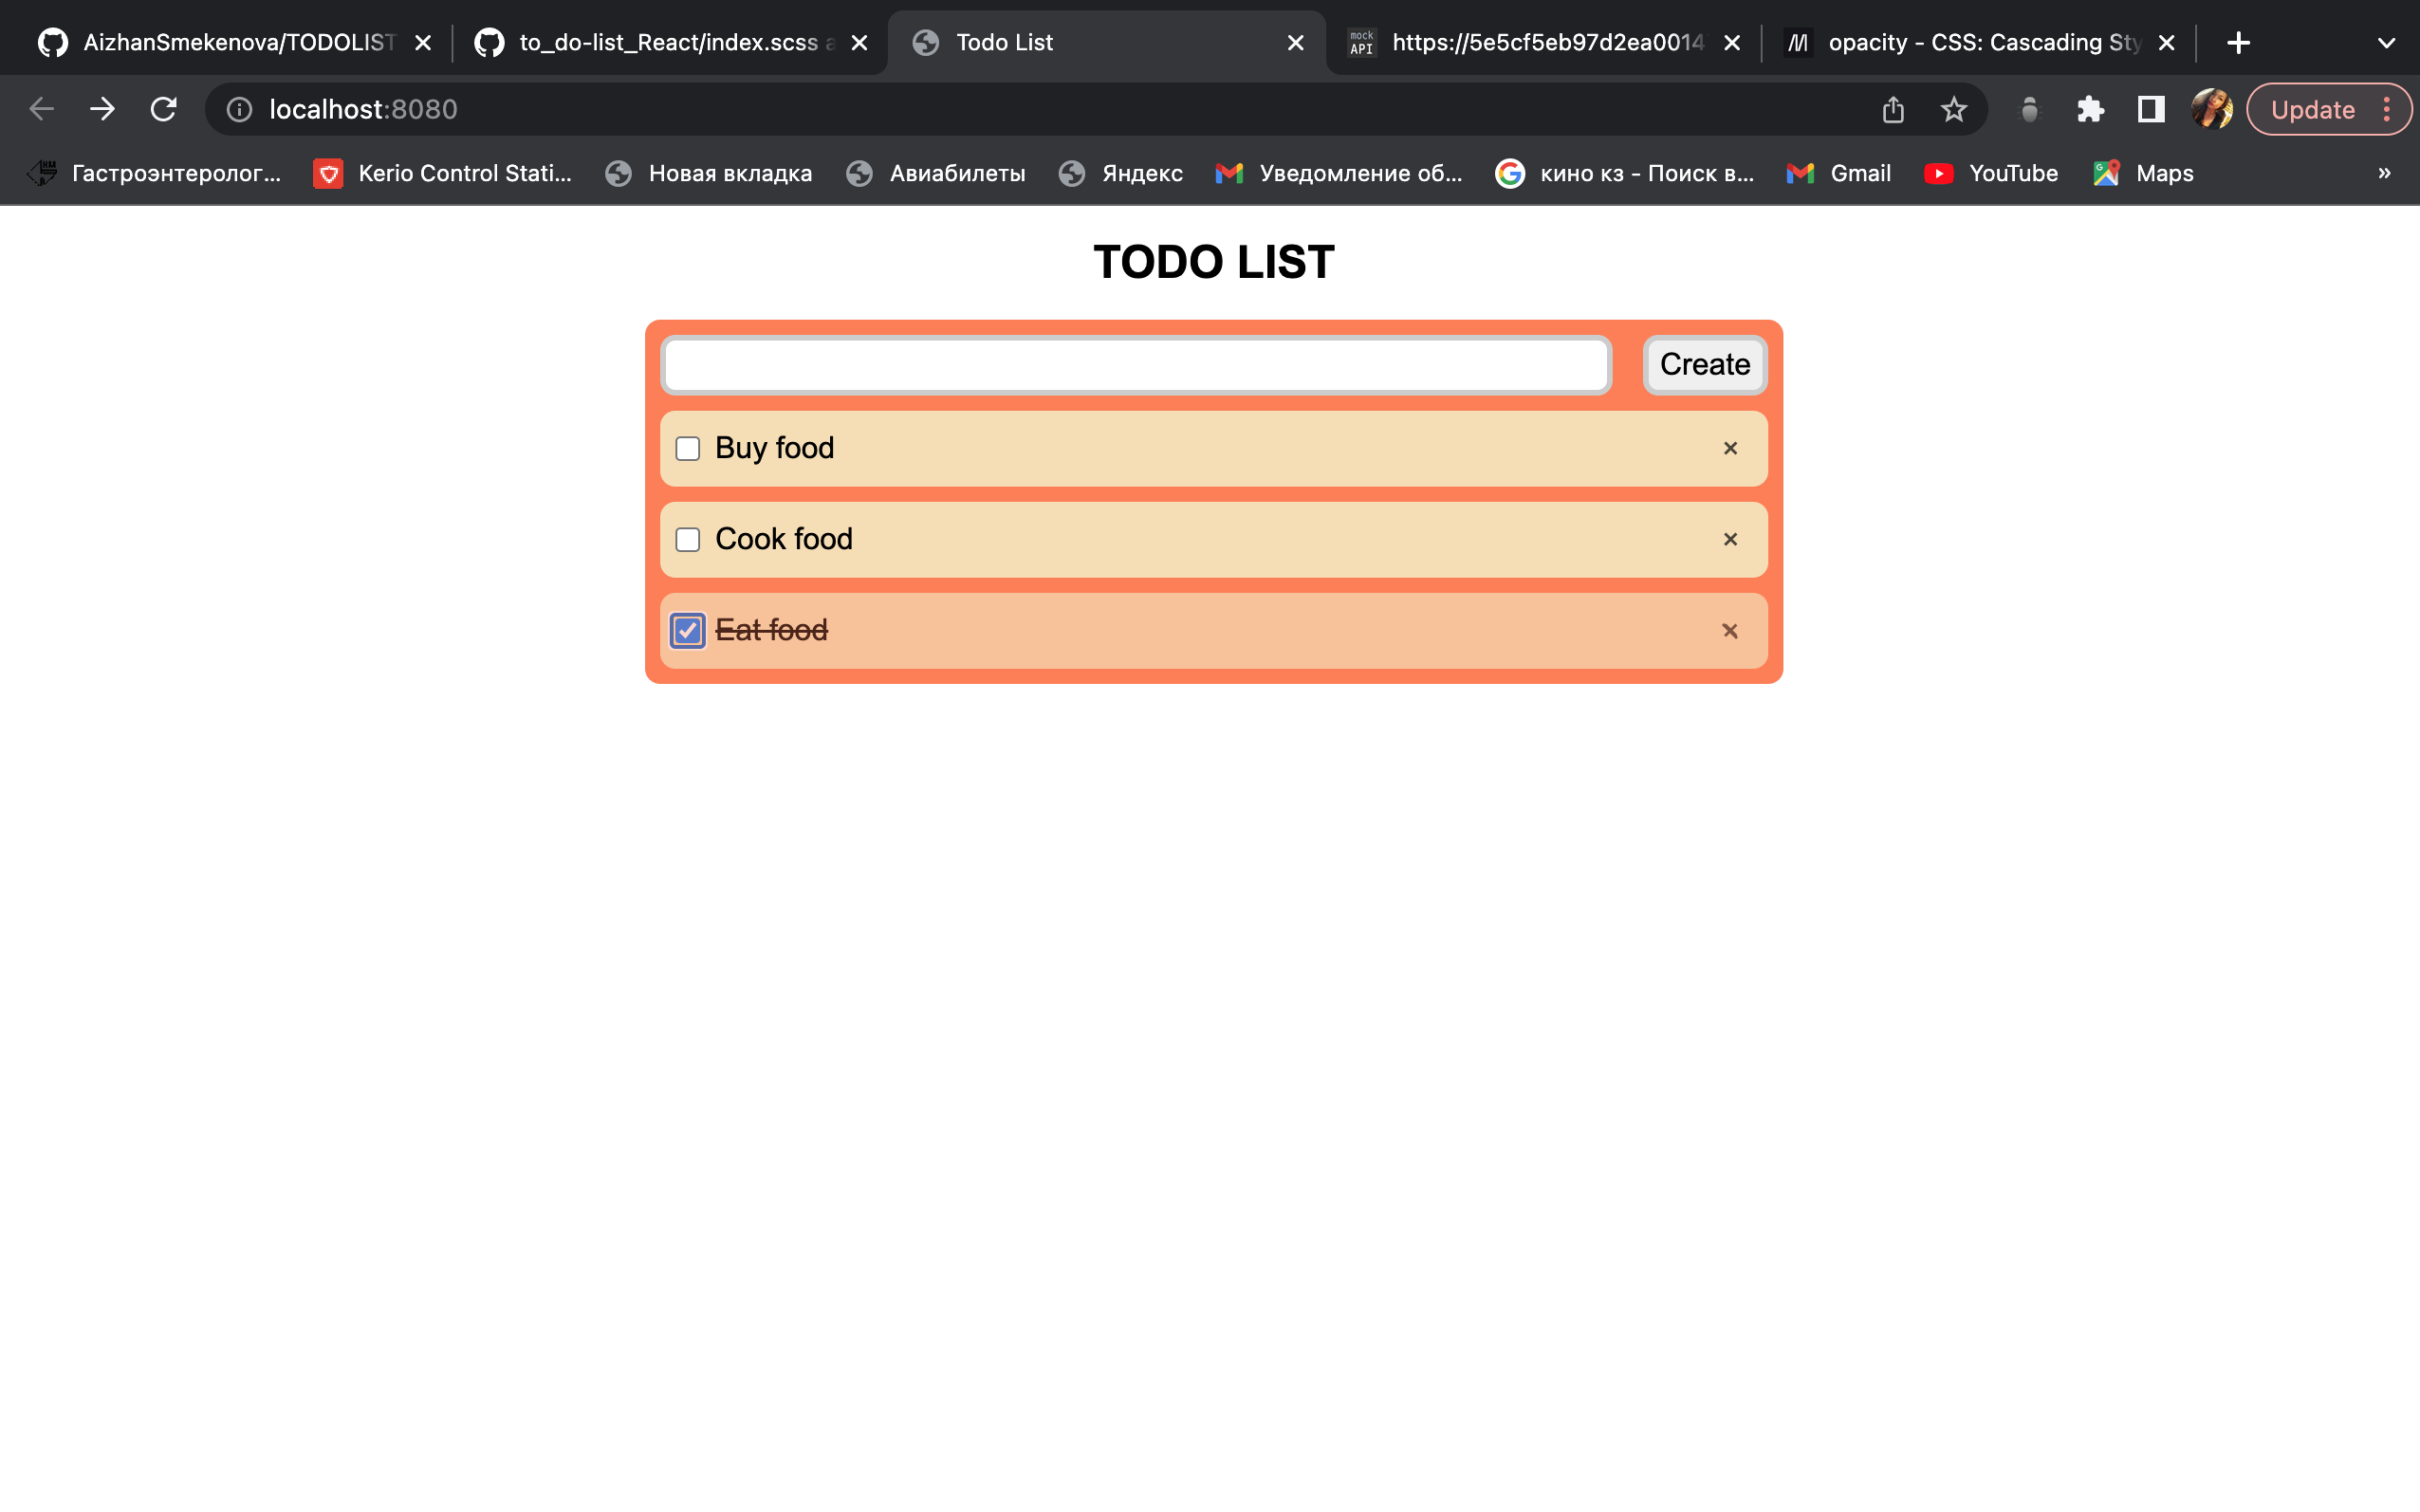 AizhanSmekenova/TODOLIST
to_do-list_React/index.scss a
Todo List
mock API
https://5e5cf5eb97d2ea0014
opacity - CSS: Cascading Sty
localhost:8080
Update
Гастроэнтеролог...
Kerio Control Stati...
Новая вкладка
Авиабилеты
Яндекс
Уведомление об...
кино кз - Поиск в...
Gmail
YouTube
Maps
»
TODO LIST
Create
Buy food
Cook food
Eat food